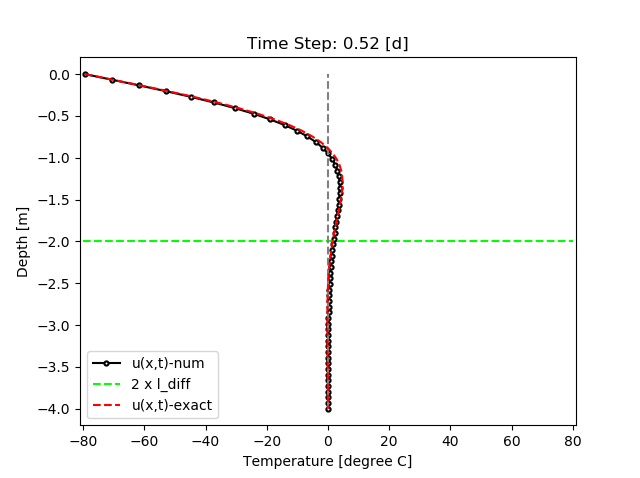 Time Step: 0.52 [d]
0.0
−0.5
−1.0
−1.5
−2.0
−2.5
−3.0
−3.5
−4.0
Depth [m]
u(x,t)-num
2 x l_diff
u(x,t)-exact
−80 −60 −40 −20 0 20 40 60 80
Temperature [degree C]